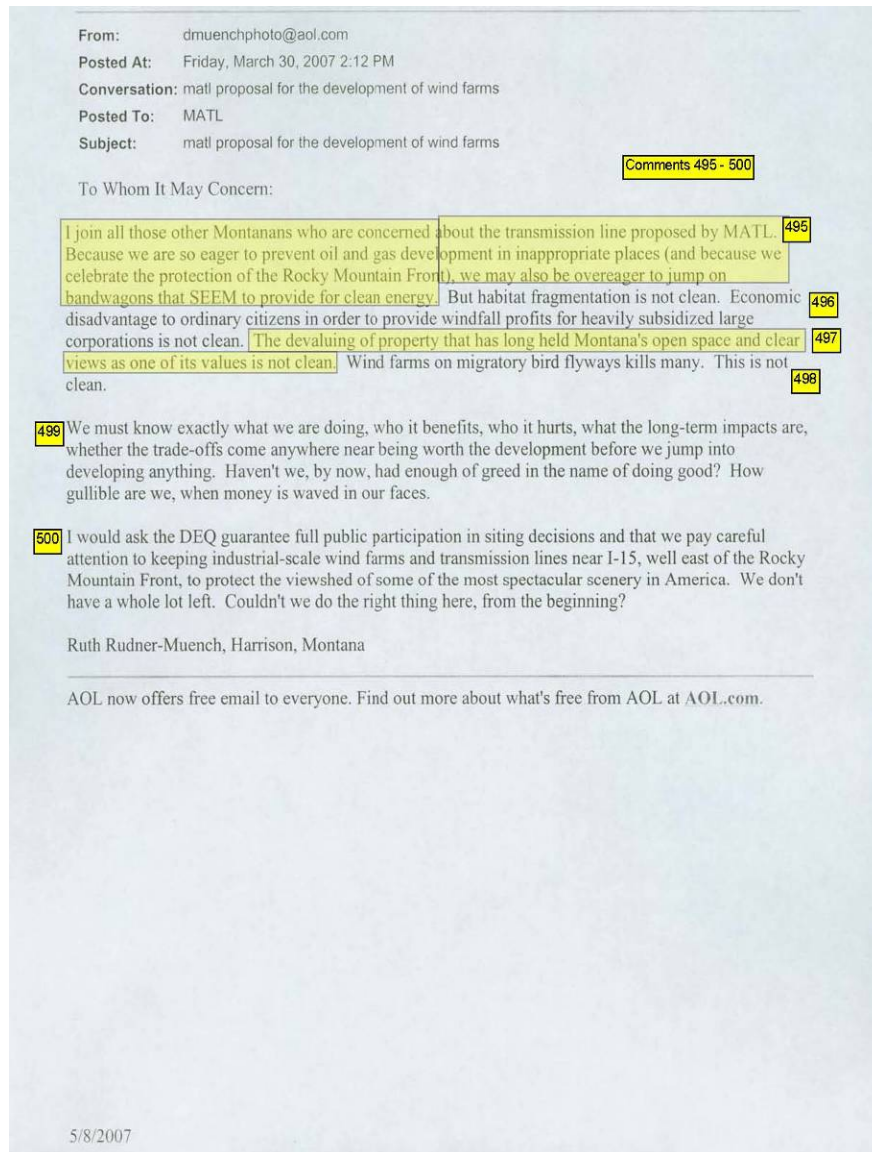 From: dmuenchphoto@aol.com
Posted At: Friday, March 30, 2007 2:12 PM
Conversation: matl proposal for the development of wind farms
Posted To: MATL
Subject: matl proposal for the development of wind farms
Comments 495 - 500
To Whom It May Concern:
I join all those other Montanans who are concerned about the transmission line proposed by MATL. 495
Because we are so eager to prevent oil and gas development in inappropriate places (and because we
celebrate the protection of the Rocky Mountain Front), we may also be overeager to jump on
bandwagons that SEEM to provide for clean energy. But habitat fragmentation is not clean. Economic 496
disadvantage to ordinary citizens in order to provide windfall profits for heavily subsidized large
corporations is not clean. The devaluing of property that has long held Montana's open space and clear 497
views as one of its values is not clean. Wind farms on migratory bird flyways kills many. This is not
clean. 498
499 We must know exactly what we are doing, who it benefits, who it hurts, what the long-term impacts are,
whether the trade-offs come anywhere near being worth the development before we jump into
developing anything. Haven't we, by now, had enough of greed in the name of doing good? How
gullible are we, when money is waved in our faces.
500 I would ask the DEQ guarantee full public participation in siting decisions and that we pay careful
attention to keeping industrial-scale wind farms and transmission lines near I-15, well east of the Rocky
Mountain Front, to protect the viewshed of some of the most spectacular scenery in America. We don't
have a whole lot left. Couldn't we do the right thing here, from the beginning?
Ruth Rudner-Muench, Harrison, Montana
AOL now offers free email to everyone. Find out more about what's free from AOL at AOL.com.
5/8/2007